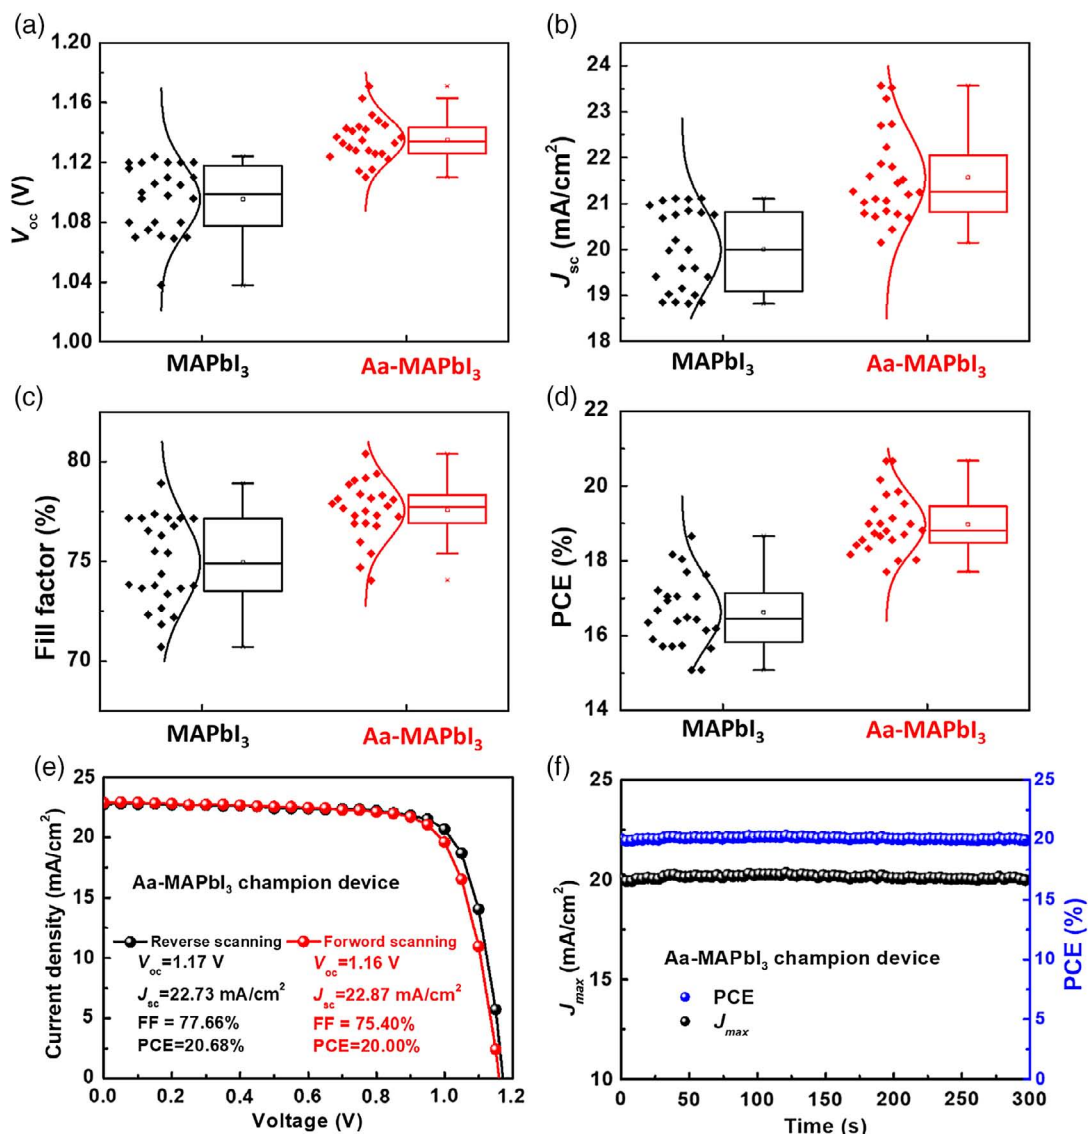 (a)
1.20
1.16
1.12
1.08
1.04
1.00
Voc (V)
MAPbI3
Aa-MAPbI3
(b)
24
23
22
21
20
19
18
Jsc (mA/cm2)
MAPbI3
Aa-MAPbI3
(c)
80
75
70
Fill factor (%)
MAPbI3
Aa-MAPbI3
(d)
22
20
18
16
14
PCE (%)
MAPbI3
Aa-MAPbI3
(e)
25
20
15
10
5
0
Current density (mA/cm2)
Aa-MAPbI3 champion device
Reverse scanning
Voc=1.17 V
Jsc=22.73 mA/cm2
FF = 77.66%
PCE=20.68%
Forword scanning
Voc=1.16 V
Jsc=22.87 mA/cm2
FF = 75.40%
PCE=20.00%
0.0 0.2 0.4 0.6 0.8 1.0 1.2
Voltage (V)
(f)
25
20
15
10
Jmax (mA/cm2)
Aa-MAPbI3 champion device
PCE
Jmax
25
20
15
10
5
0
PCE (%)
0 50 100 150 200 250 300
Time (s)